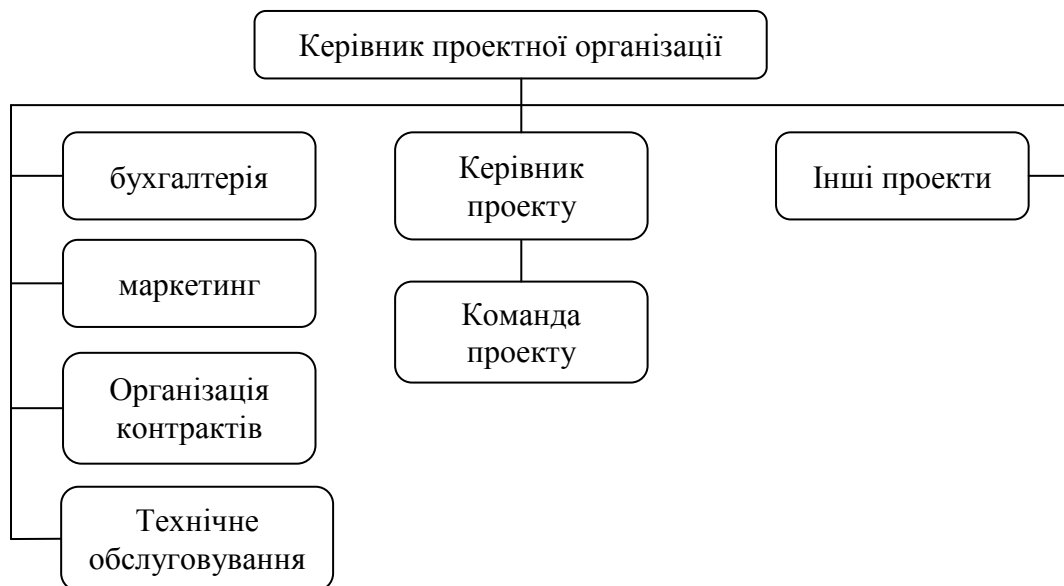 Керівник проектної організації
бухгалтерія
маркетинг
Організація
контрактів
Технічне
обслуговування
Керівник
проекту
Команда
проекту
Інші проекти